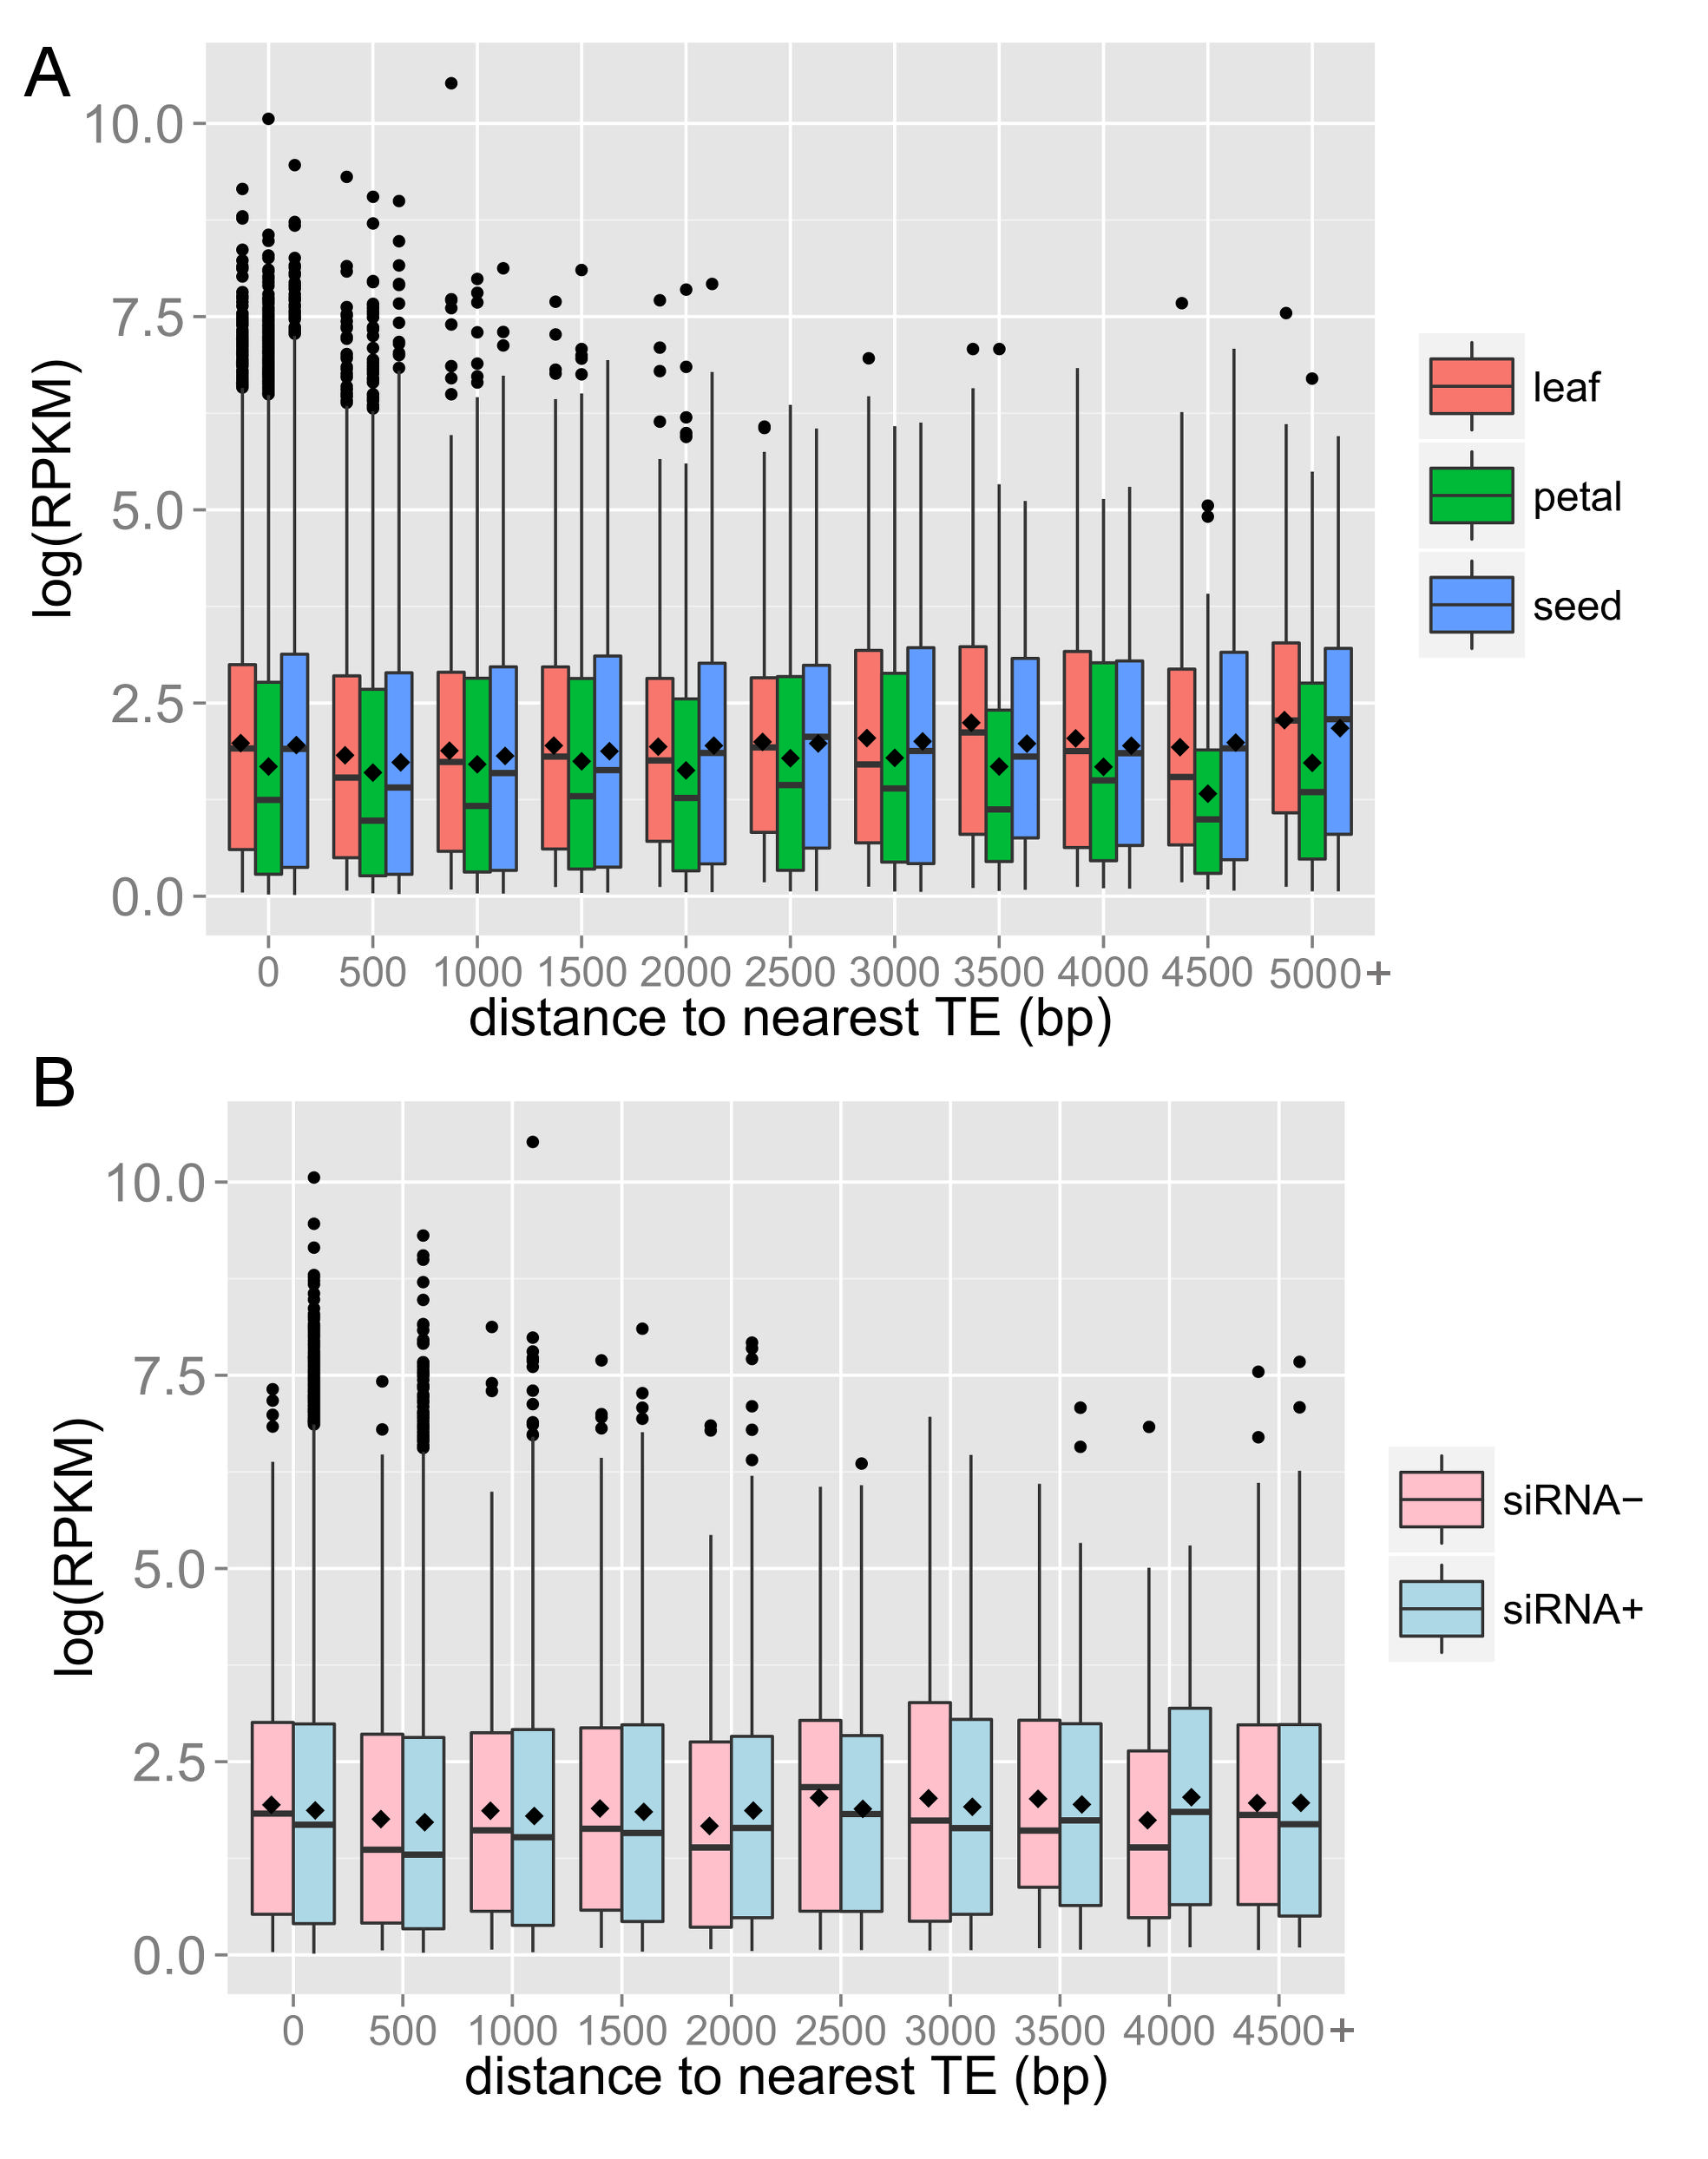 A
10.0
7.5
5.0
2.5
0.0
log(RPKM)
0 500 1000 1500 2000 2500 3000 3500 4000 4500 5000+
distance to nearest TE (bp)
leaf
petal
seed
B
10.0
7.5
5.0
2.5
0.0
log(RPKM)
0 500 1000 1500 2000 2500 3000 3500 4000 4500+
distance to nearest TE (bp)
siRNA−
siRNA+